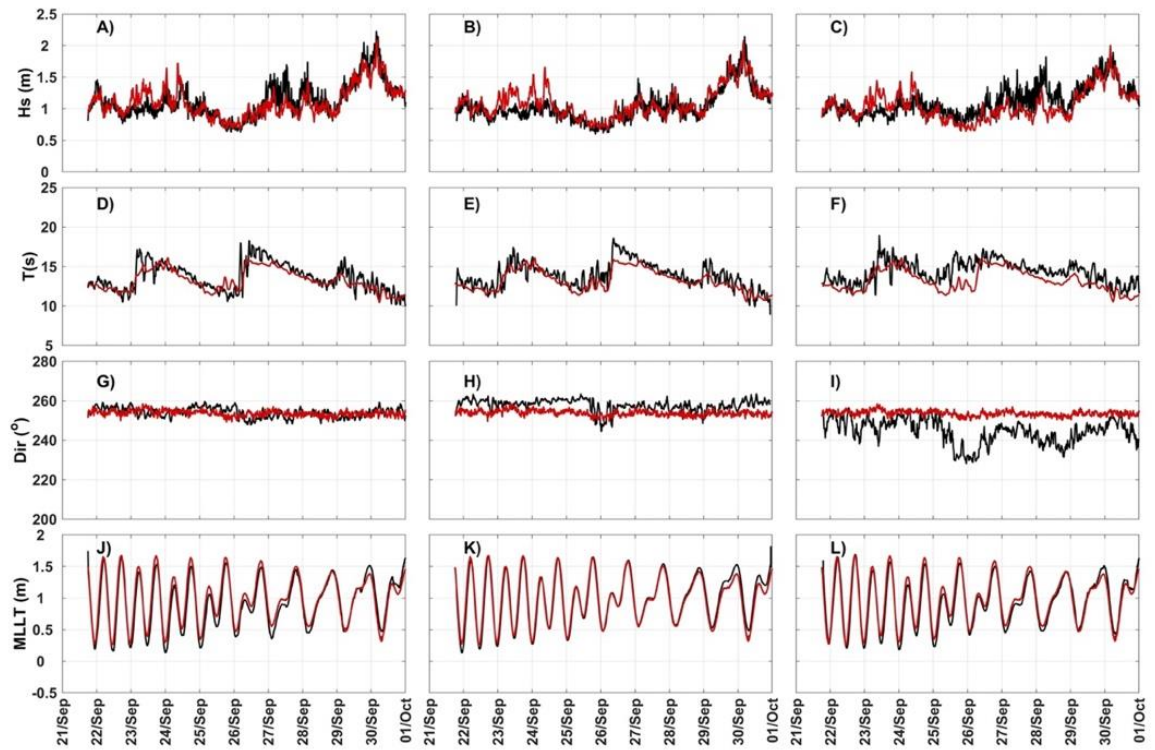 A) B) C)
Hs (m)
2.5
2
1.5
1
0.5
0
D) E) F)
T(s)
25
20
15
10
5
G) H) I)
Dir (°)
280
260
240
220
200
J) K) L)
MLLT (m)
2
1.5
1
0.5
0
-0.5
21/Sep 22/Sep 23/Sep 24/Sep 25/Sep 26/Sep 27/Sep 28/Sep 29/Sep 30/Sep 01/Oct
21/Sep 22/Sep 23/Sep 24/Sep 25/Sep 26/Sep 27/Sep 28/Sep 29/Sep 30/Sep 01/Oct
21/Sep 22/Sep 23/Sep 24/Sep 25/Sep 26/Sep 27/Sep 28/Sep 29/Sep 30/Sep 01/Oct